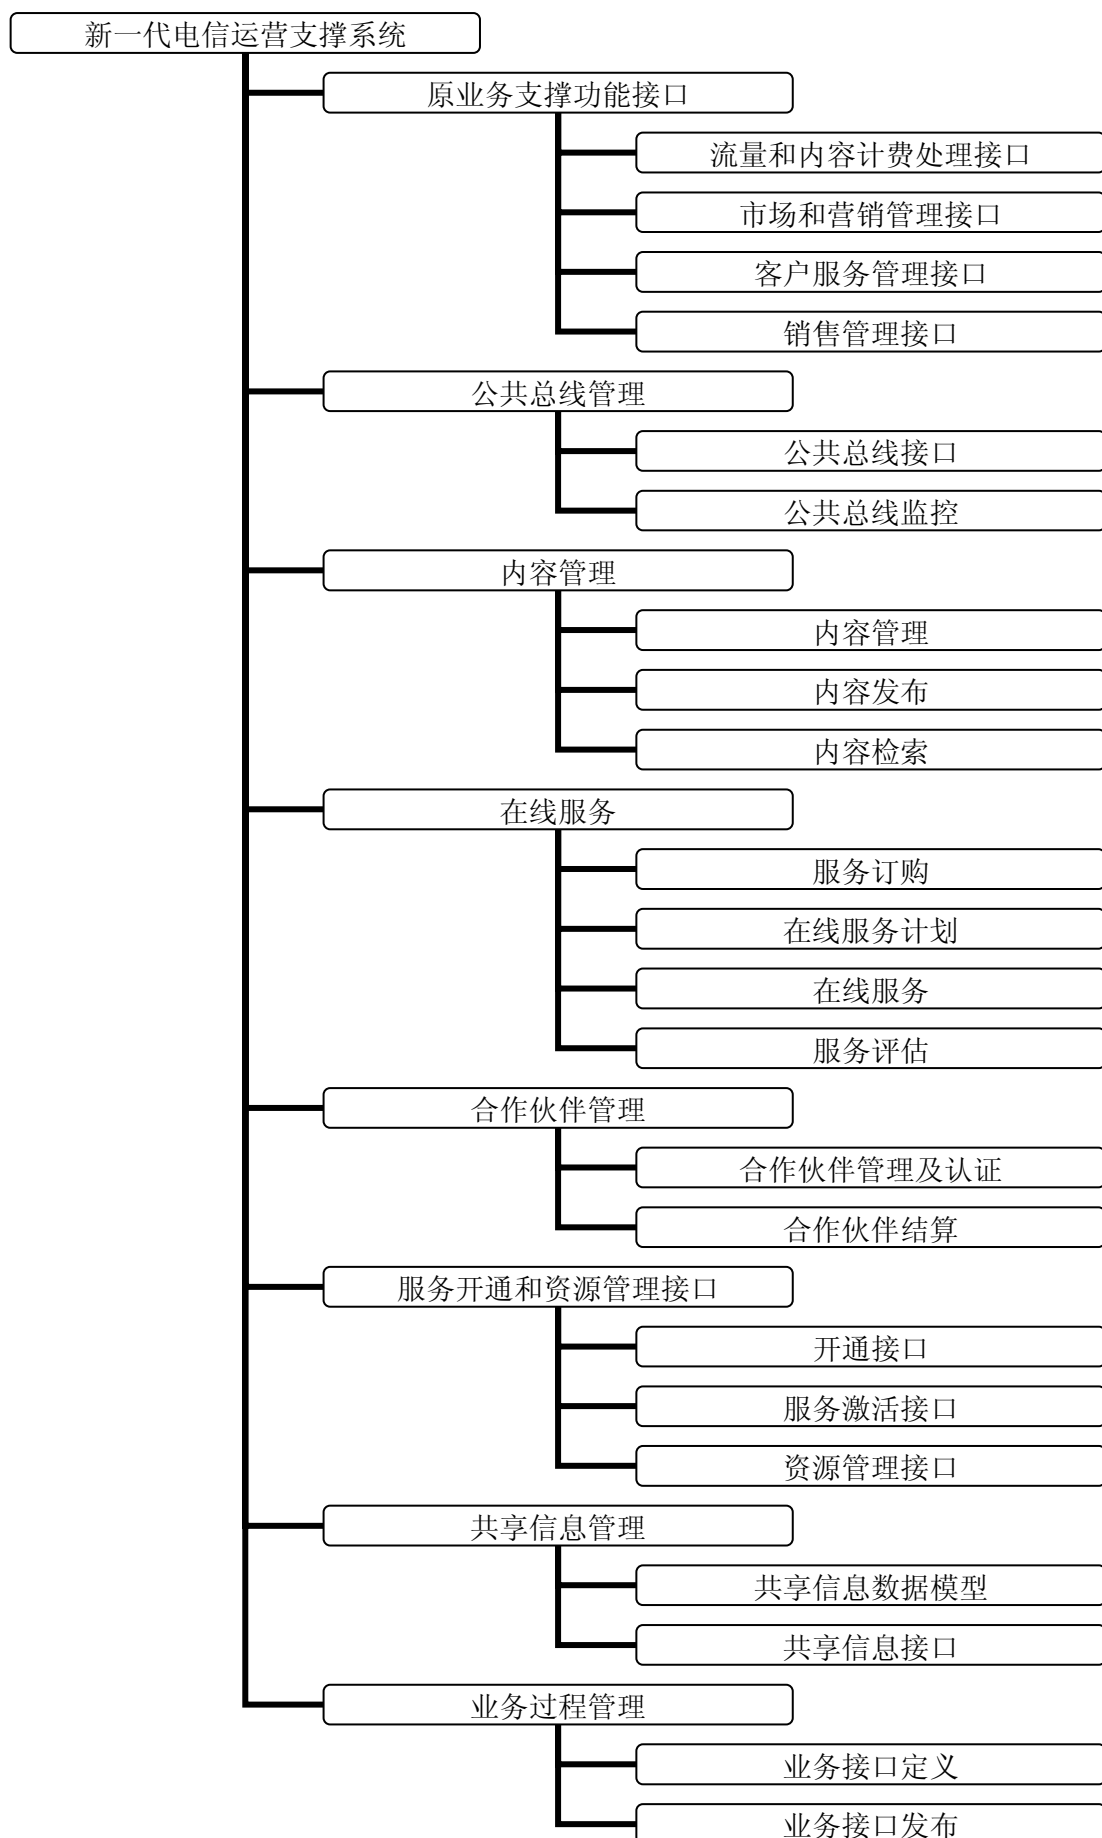 新一代电信运营支撑系统
原业务支撑功能接口
流量和内容计费处理接口
市场和营销管理接口
客户服务管理接口
销售管理接口
公共总线管理
公共总线接口
公共总线监控
内容管理
内容管理
内容发布
内容检索
在线服务
服务订购
在线服务计划
在线服务
服务评估
合作伙伴管理
合作伙伴管理及认证
合作伙伴结算
服务开通和资源管理接口
开通接口
服务激活接口
资源管理接口
共享信息管理
共享信息数据模型
共享信息接口
业务过程管理
业务接口定义
业务接口发布